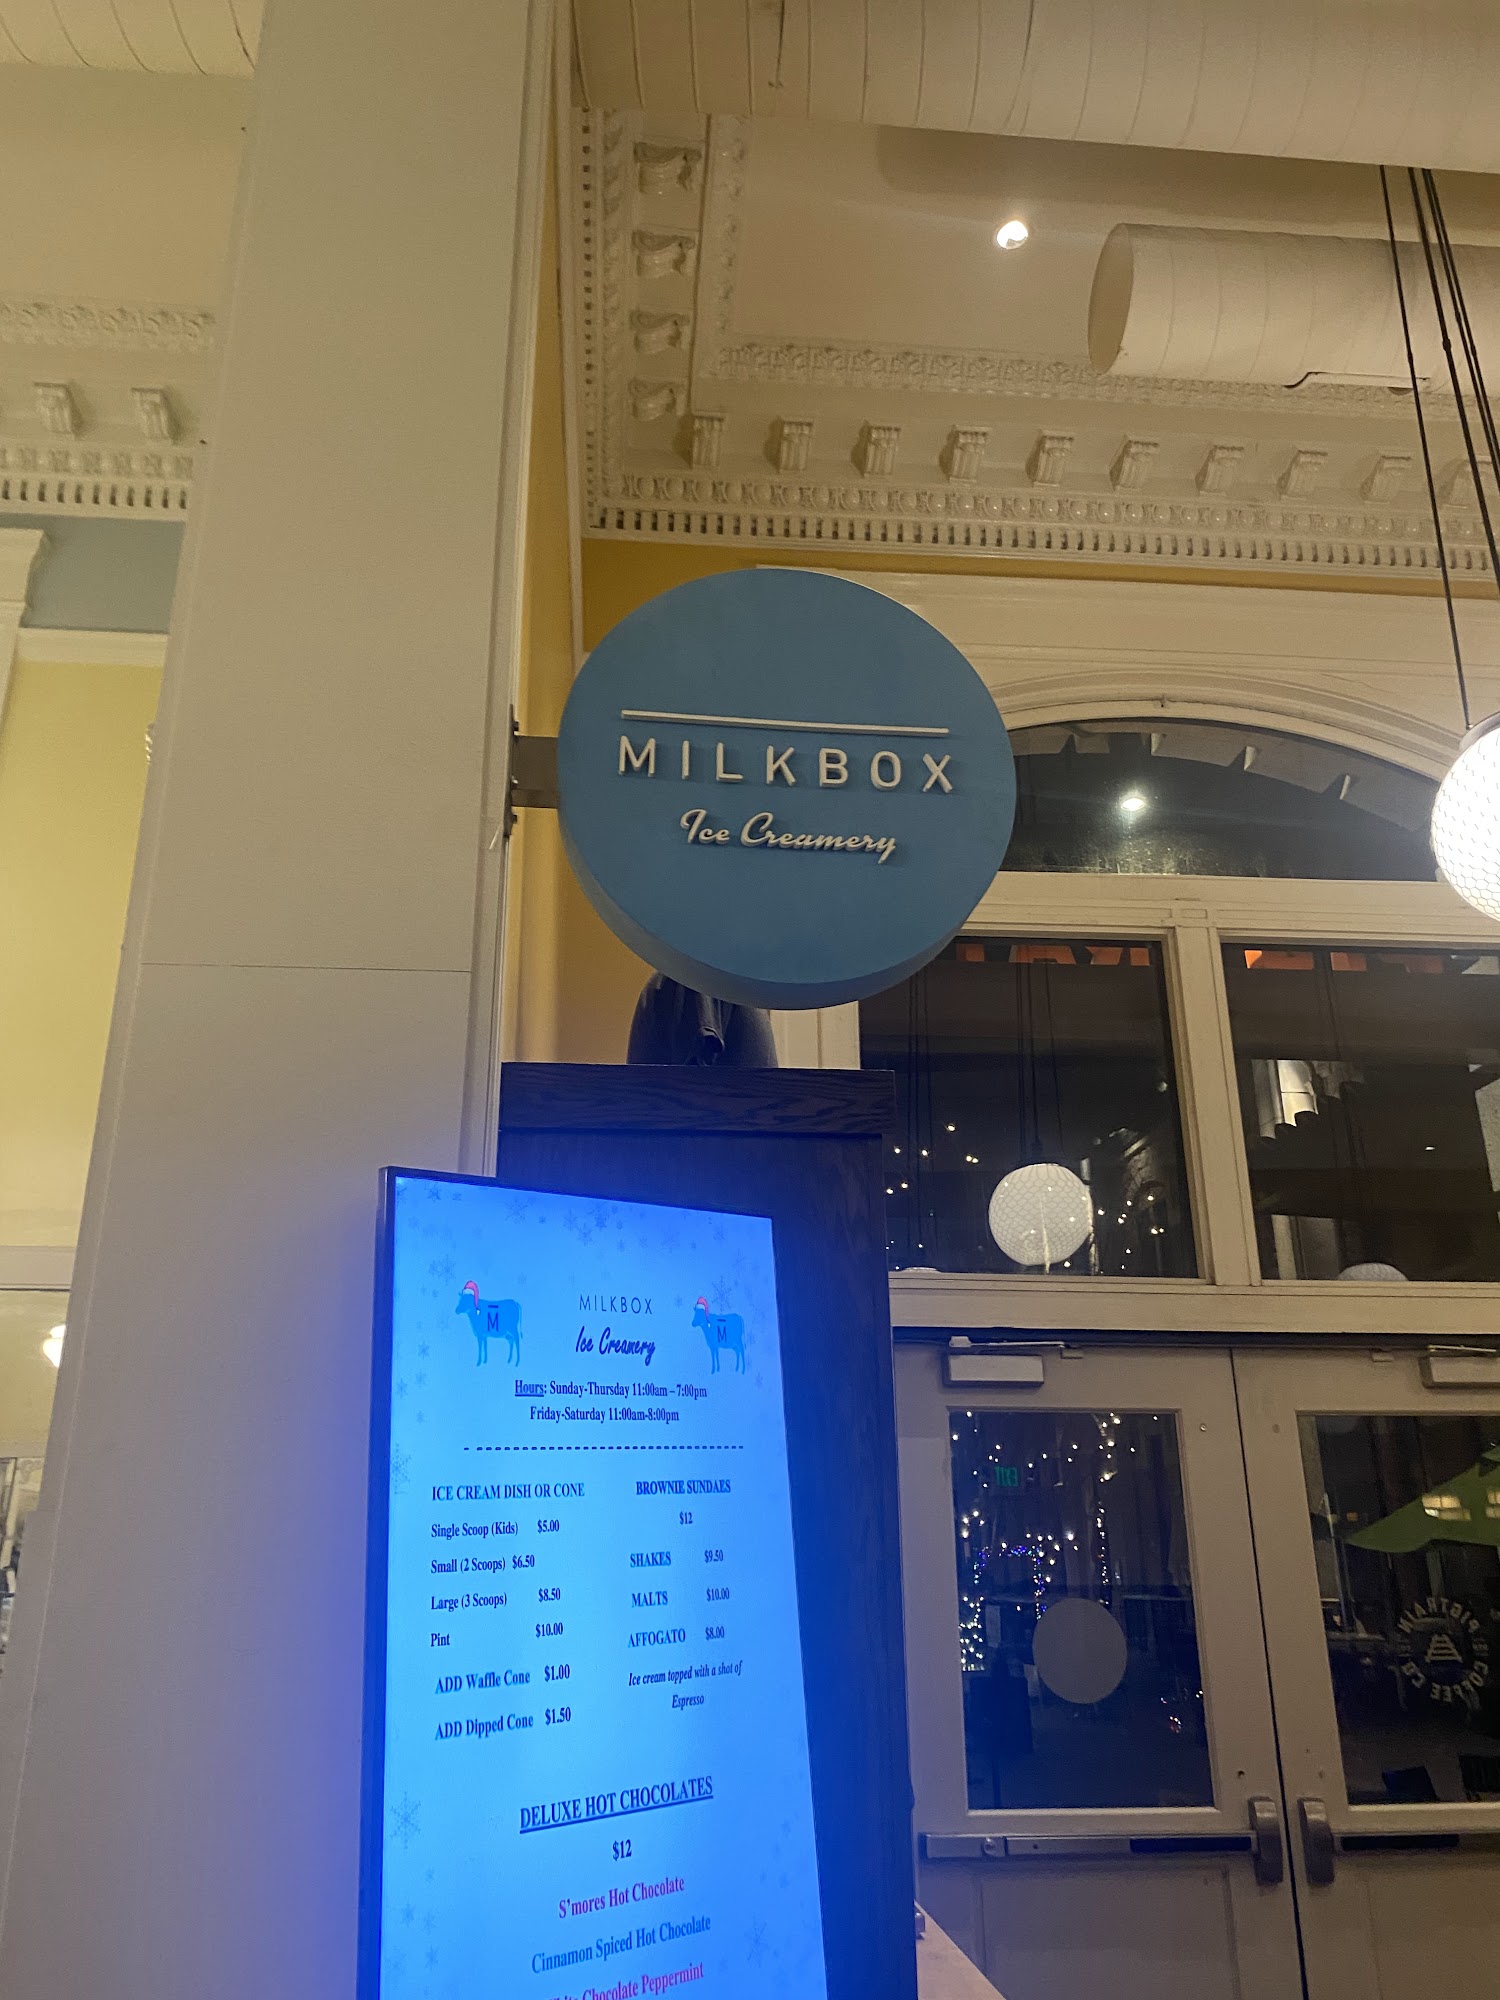 MILKBOX
Ice Creamery
M
M
MILKBOX
Ice Creamery
Hours: Sunday-Thursday 11:00am – 7:00pm
Friday-Saturday 11:00am-8:00pm
ICE CREAM DISH OR CONE
Single Scoop (Kids) $5.00
Small (2 Scoops) $6.50
Large (3 Scoops) $8.50
Pint $10.00
ADD Waffle Cone $1.00
ADD Dipped Cone $1.50
BROWNIE SUNDAES
$12
SHAKES $9.50
MALTS $10.00
AFFOGATO $8.00
Ice cream topped with a shot of
Espresso
DELUXE HOT CHOCOLATES
$12
S'mores Hot Chocolate
Cinnamon Spiced Hot Chocolate
Chocolate Peppermint
EXIT
PIGTRAIN
COFFEE CO